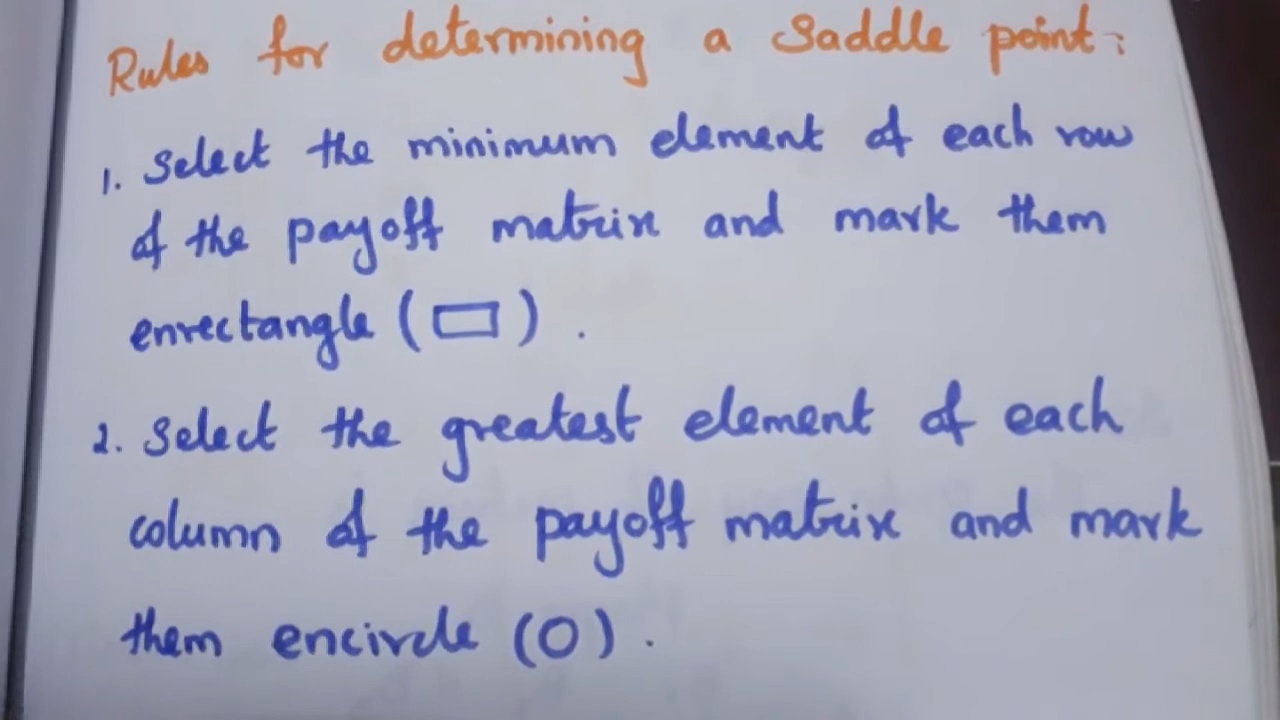 Rules for determining a Saddle point:
1. Select the minimum element of each row
of the payoff matrix and mark them
enrectangle (▭).
2. Select the greatest element of each
column of the payoff matrix and mark
them encircle (O).